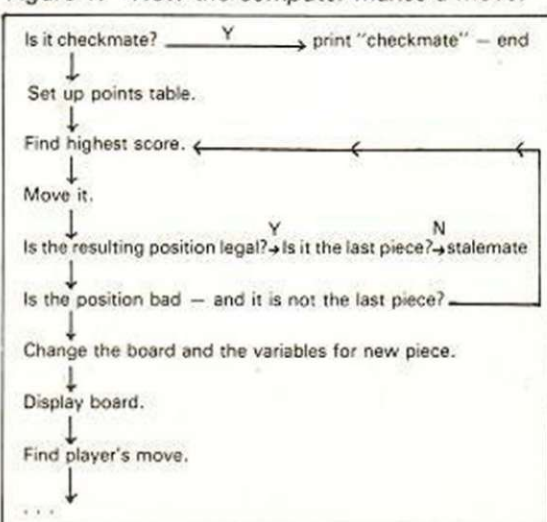 Is it checkmate? Y print "checkmate" — end
Set up points table.
Find highest score.
Move it.
Y N
Is the resulting position legal? Is it the last piece? stalemate
Is the position bad — and it is not the last piece?
Change the board and the variables for new piece.
Display board.
Find player's move.
. . .